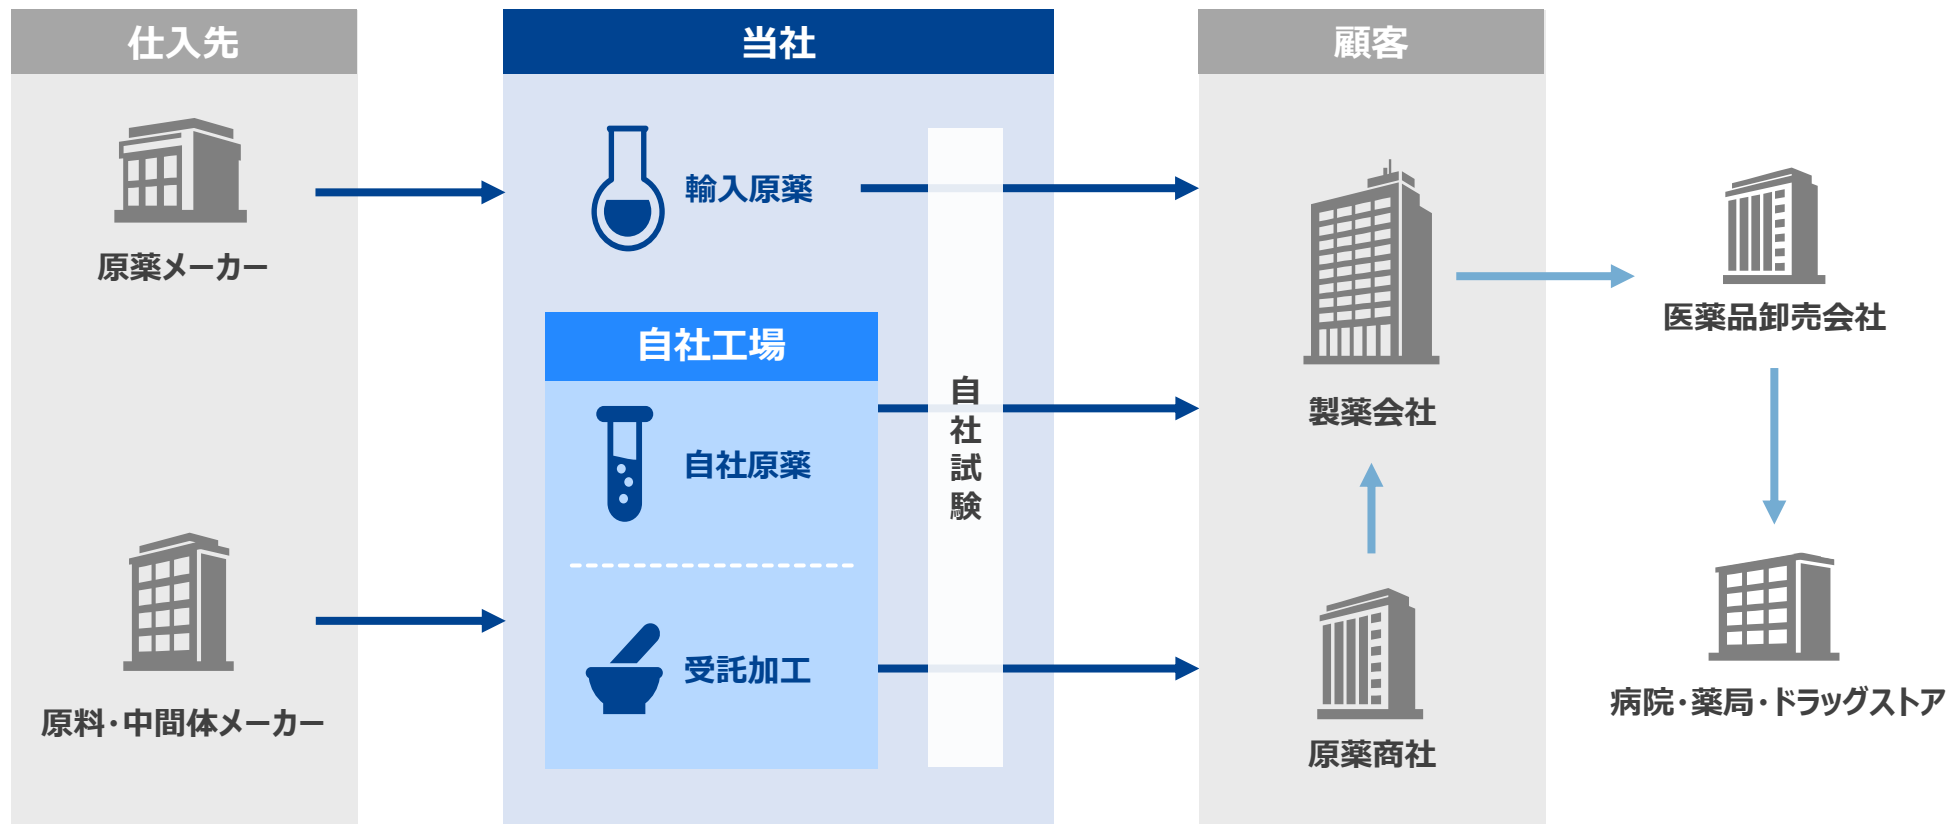 仕入先
原薬メーカー
原料・中間体メーカー
当社
輸入原薬
自社工場
自社原薬
受託加工
自社試験
顧客
製薬会社
原薬商社
医薬品卸売会社
病院・薬局・ドラッグストア